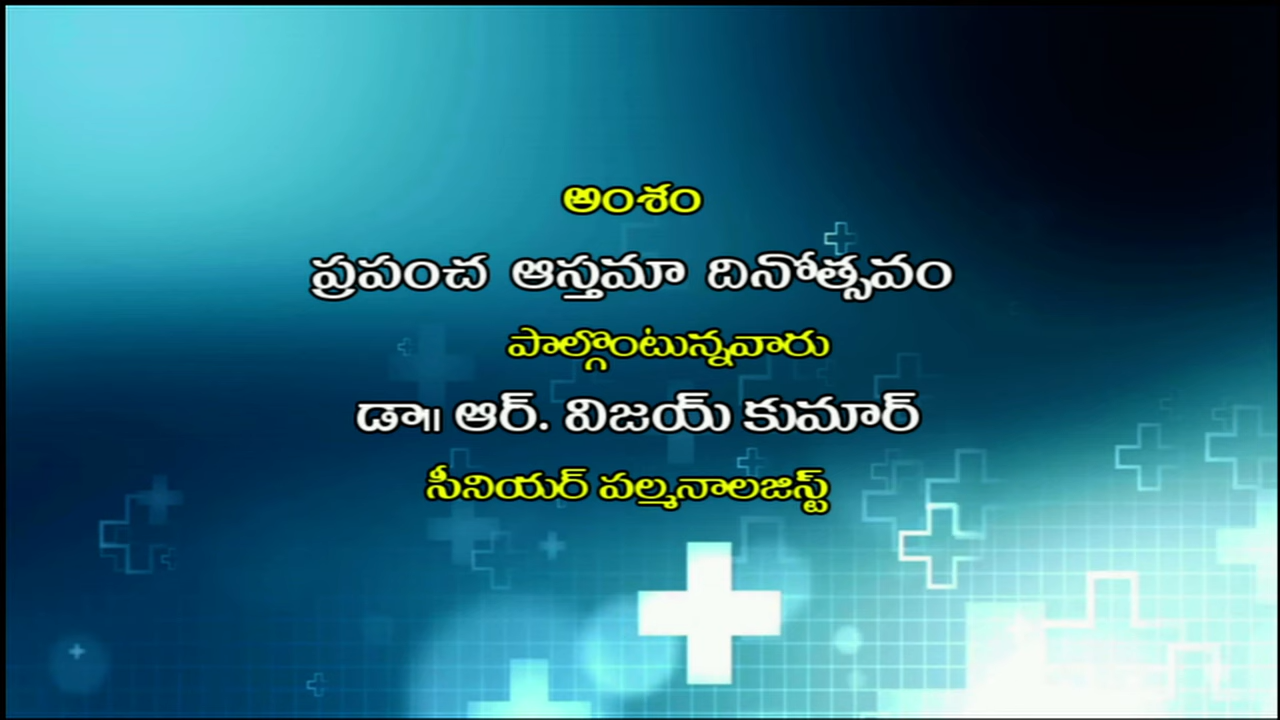 అంశం
ప్రపంచ ఆస్తమా దినోత్సవం
పాల్గొంటున్నవారు
డా॥ ఆర్. విజయ్ కుమార్
సీనియర్ పల్మనాలజిస్ట్